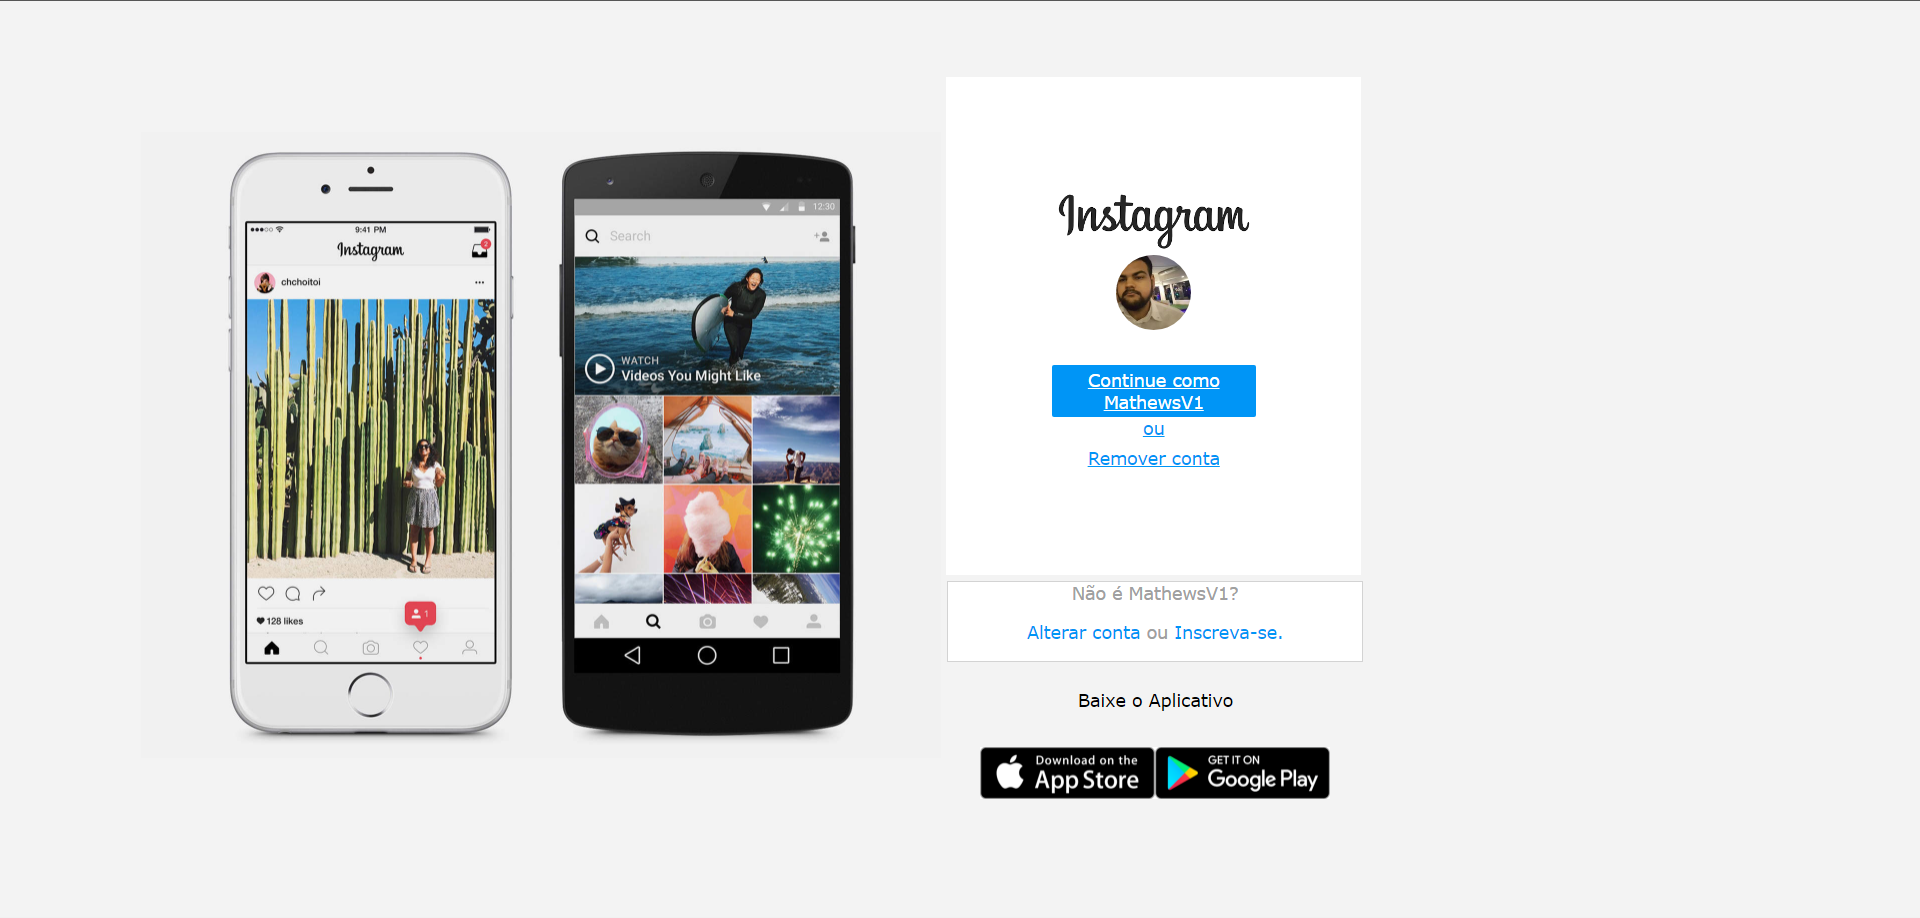 9:41 PM
Instagram
2
chchoitoi
128 likes
1
12:30
Search
WATCH
Videos You Might Like
Instagram
Continue como
MathewsV1
ou
Remover conta
Não é MathewsV1?
Alterar conta ou Inscreva-se.
Baixe o Aplicativo
Download on the
App Store
GET IT ON
Google Play